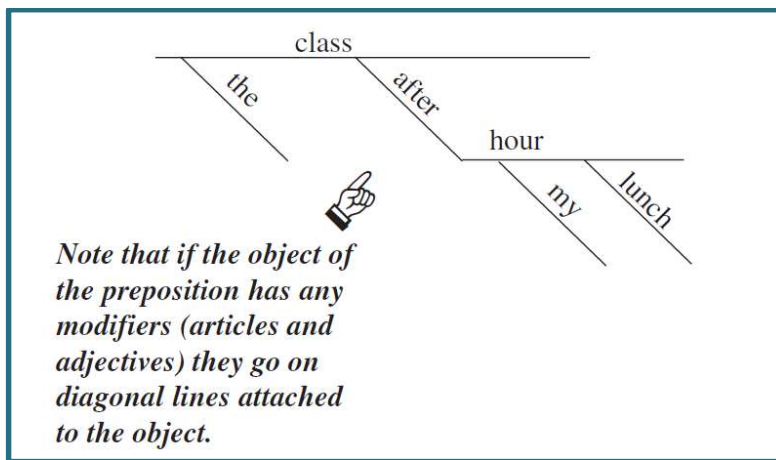 class
the
after
hour
my
lunch
Note that if the object of
the preposition has any
modifiers (articles and
adjectives) they go on
diagonal lines attached
to the object.